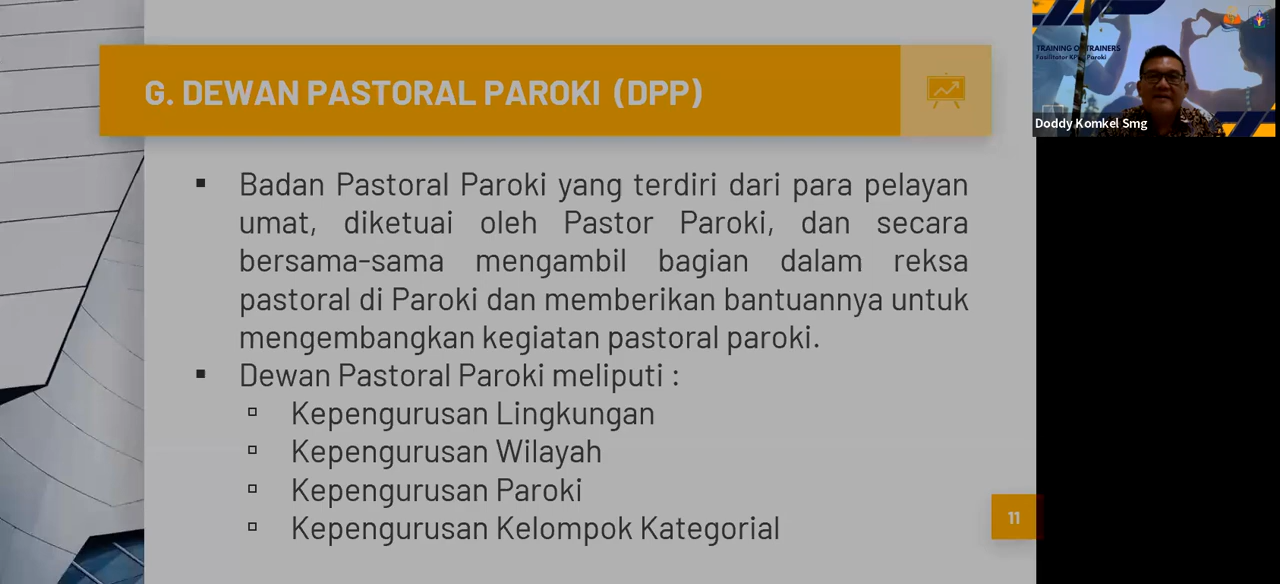 G. DEWAN PASTORAL PAROKI (DPP)
▪ Badan Pastoral Paroki yang terdiri dari para pelayan
umat, diketuai oleh Pastor Paroki, dan secara
bersama-sama mengambil bagian dalam reksa
pastoral di Paroki dan memberikan bantuannya untuk
mengembangkan kegiatan pastoral paroki.
▪ Dewan Pastoral Paroki meliputi :
▫ Kepengurusan Lingkungan
▫ Kepengurusan Wilayah
▫ Kepengurusan Paroki
▫ Kepengurusan Kelompok Kategorial
11
TRAINING OF TRAINERS
Fasilitator Paroki
Doddy Komkel Smg